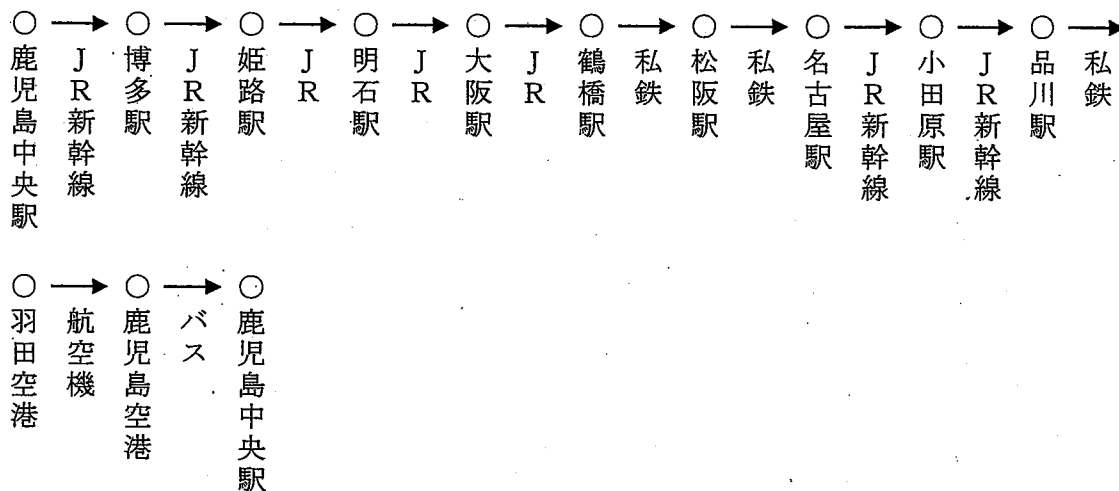 ○→○→○→○→○→○→○→○→○→○→
鹿児島中央駅
JR新幹線
博多駅
JR新幹線
姫路駅
JR
明石駅
JR
大阪駅
JR
鶴橋駅
私鉄
松阪駅
私鉄
名古屋駅
JR新幹線
小田原駅
JR新幹線
品川駅
私鉄
○→○→○
羽田空港
航空機
鹿児島空港
バス
鹿児島中央駅